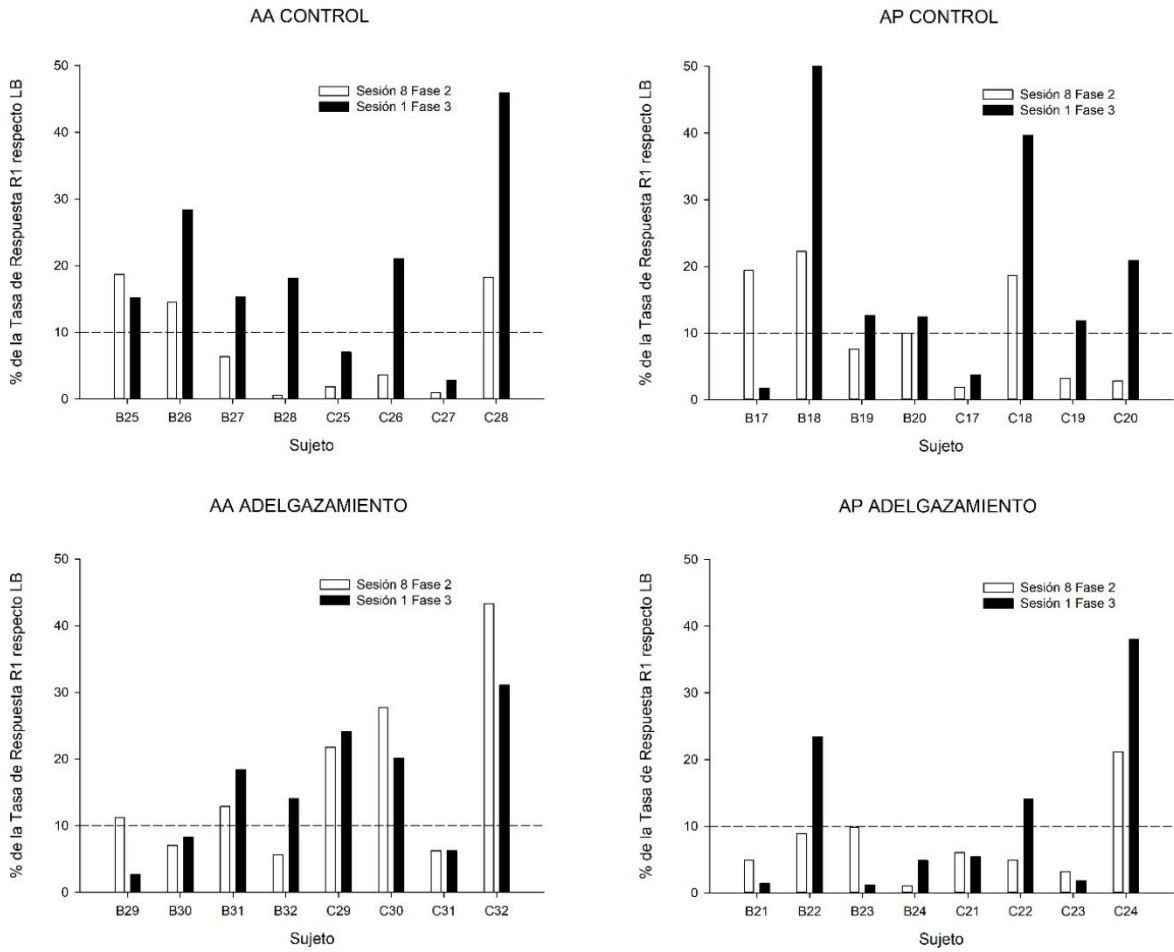 AA CONTROL
% de la Tasa de Respuesta R1 respecto LB
50
40
30
20
10
0
Sesión 8 Fase 2
Sesión 1 Fase 3
B25 B26 B27 B28 C25 C26 C27 C28
Sujeto
AP CONTROL
% de la Tasa de Respuesta R1 respecto LB
50
40
30
20
10
0
Sesión 8 Fase 2
Sesión 1 Fase 3
B17 B18 B19 B20 C17 C18 C19 C20
Sujeto
AA ADELGAZAMIENTO
% de la Tasa de Respuesta R1 respecto LB
50
40
30
20
10
0
Sesión 8 Fase 2
Sesión 1 Fase 3
B29 B30 B31 B32 C29 C30 C31 C32
Sujeto
AP ADELGAZAMIENTO
% de la Tasa de Respuesta R1 respecto LB
50
40
30
20
10
0
Sesión 8 Fase 2
Sesión 1 Fase 3
B21 B22 B23 B24 C21 C22 C23 C24
Sujeto